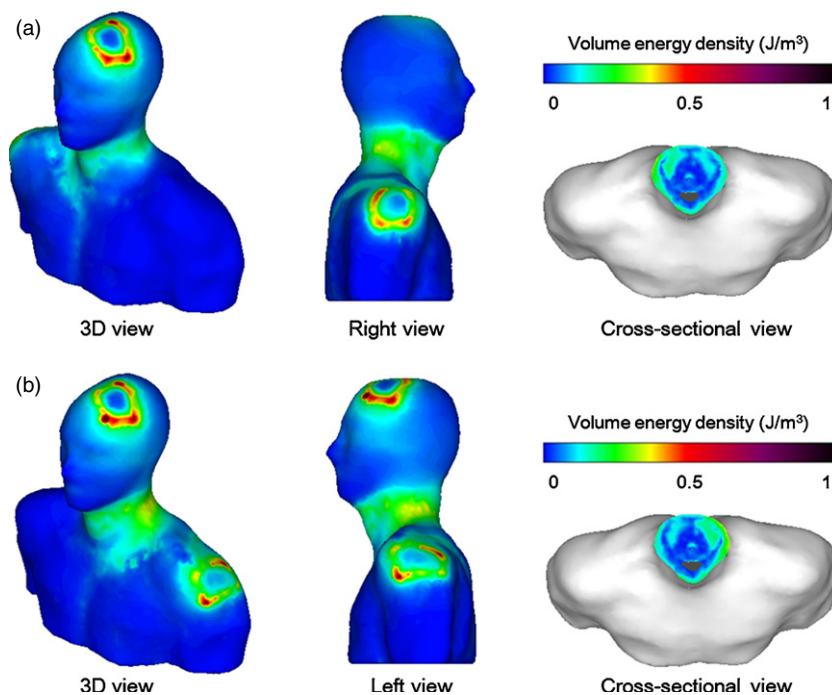 (a)
Volume energy density (J/m³)
0 0.5 1
3D view Right view Cross-sectional view
(b)
Volume energy density (J/m³)
0 0.5 1
3D view Left view Cross-sectional view